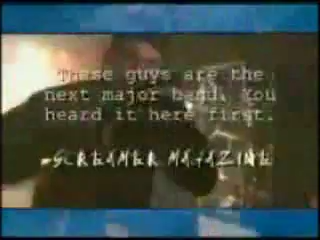 These guys are the
next major band. You
heard it here first.
-SCREAMER MAGAZINE